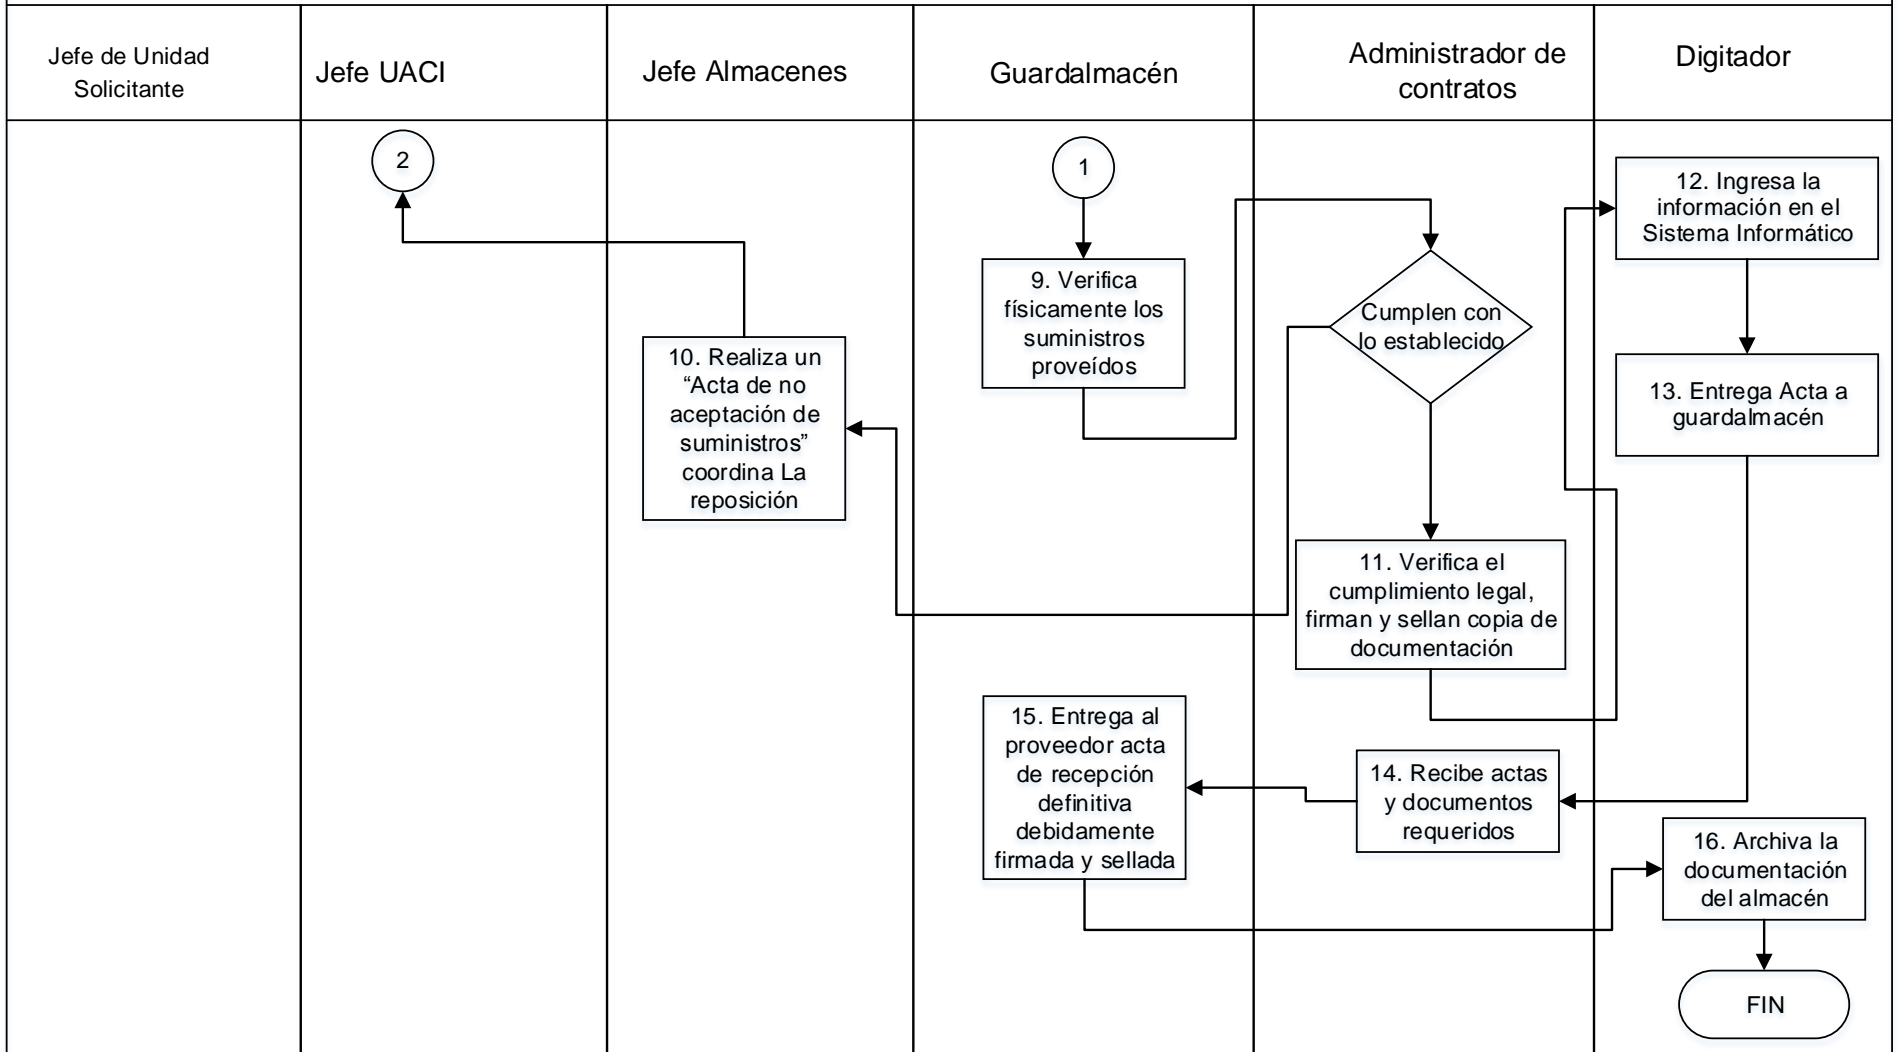 Jefe de Unidad
Solicitante
Jefe UACI
Jefe Almacenes
Guardalmacén
Administrador de
contratos
Digitador
2
1
9. Verifica
físicamente los
suministros
proveídos
Cumplen con
lo establecido
10. Realiza un
“Acta de no
aceptación de
suministros”
coordina La
reposición
11. Verifica el
cumplimiento legal,
firman y sellan copia de
documentación
12. Ingresa la
información en el
Sistema Informático
13. Entrega Acta a
guardalmacén
14. Recibe actas
y documentos
requeridos
15. Entrega al
proveedor acta
de recepción
definitiva
debidamente
firmada y sellada
16. Archiva la
documentación
del almacén
FIN